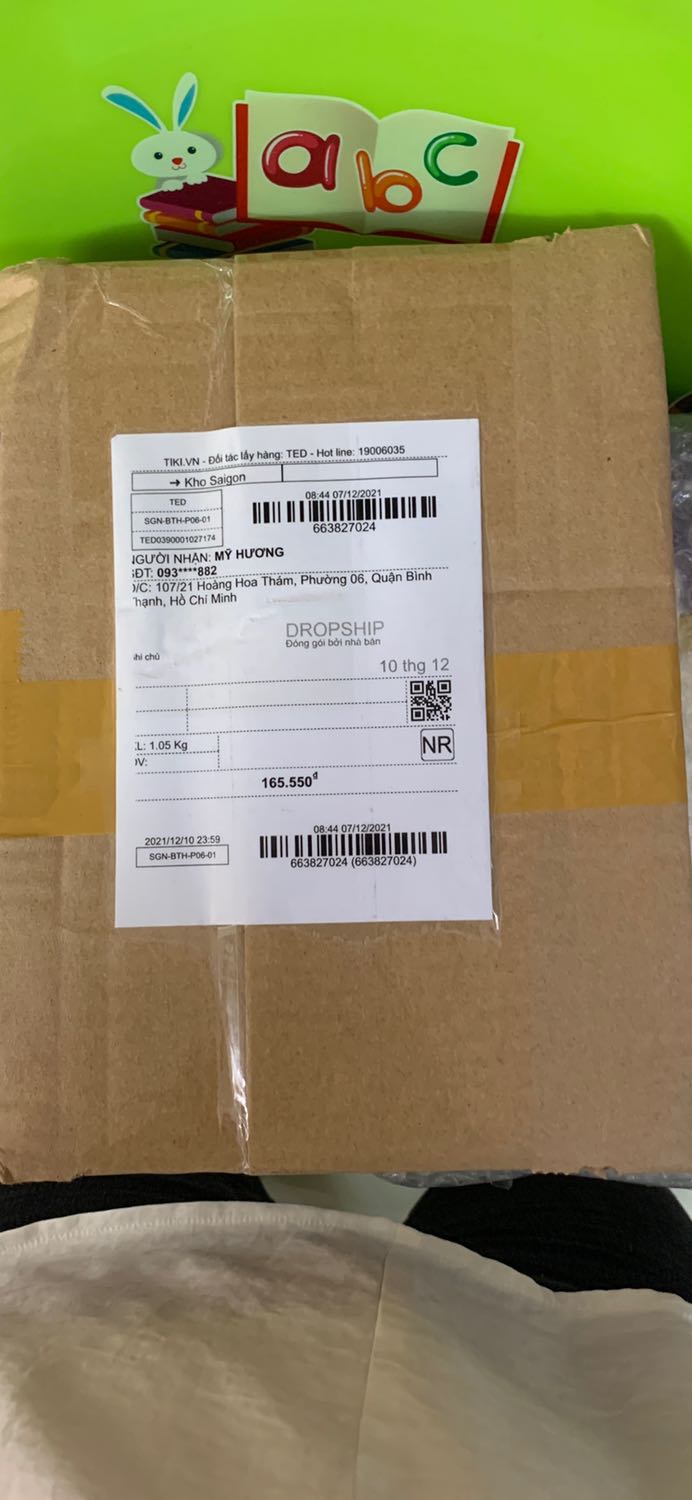 abc
TIKI.VN - Đối tác lấy hàng: TED - Hot line: 19006035
→ Kho Saigon
TED
SGN-BTH-P06-01
TED0390001027174
08:44 07/12/2021
663827024
NGƯỜI NHẬN: MỸ HƯƠNG
SĐT: 093****882
Đ/C: 107/21 Hoàng Hoa Thám, Phường 06, Quận Bình
Thạnh, Hồ Chí Minh
DROPSHIP
Đóng gói bởi nhà bán
Ghi chú
10 thg 12
KL: 1.05 Kg
NR
DV:
165.550đ
2021/12/10 23:59
SGN-BTH-P06-01
08:44 07/12/2021
663827024 (663827024)